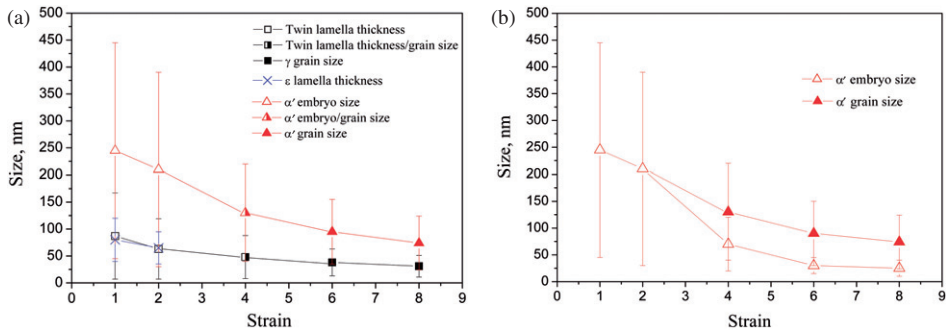 (a)
500
450
400
350
300
250
200
150
100
50
0
Size, nm
0 1 2 3 4 5 6 7 8 9
Strain
Twin lamella thickness
Twin lamella thickness/grain size
γ grain size
ε lamella thickness
α′ embryo size
α′ embryo/grain size
α′ grain size
(b)
500
450
400
350
300
250
200
150
100
50
0
Size, nm
0 1 2 3 4 5 6 7 8 9
Strain
α′ embryo size
α′ grain size